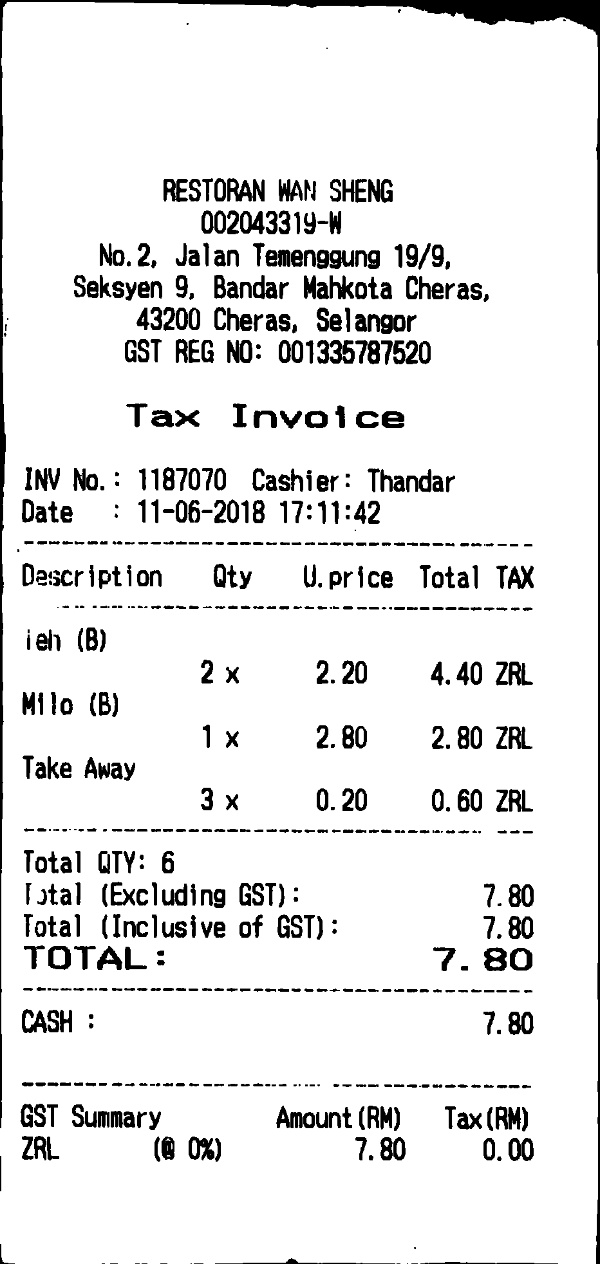 RESTORAN WAN SHENG
002043319-W
No.2, Jalan Temenggung 19/9,
Seksyen 9, Bandar Mahkota Cheras,
43200 Cheras, Selangor
GST REG NO: 001335787520
Tax Invoice
INV No.: 1187070 Cashier: Thandar
Date : 11-06-2018 17:11:42
Description Qty U.price Total TAX
Teh (B)
2 x 2.20 4.40 ZRL
Milo (B)
1 x 2.80 2.80 ZRL
Take Away
3 x 0.20 0.60 ZRL
Total QTY: 6
Total (Excluding GST): 7.80
Total (Inclusive of GST): 7.80
TOTAL: 7.80
CASH : 7.80
GST Summary Amount(RM) Tax(RM)
ZRL (@ 0%) 7.80 0.00